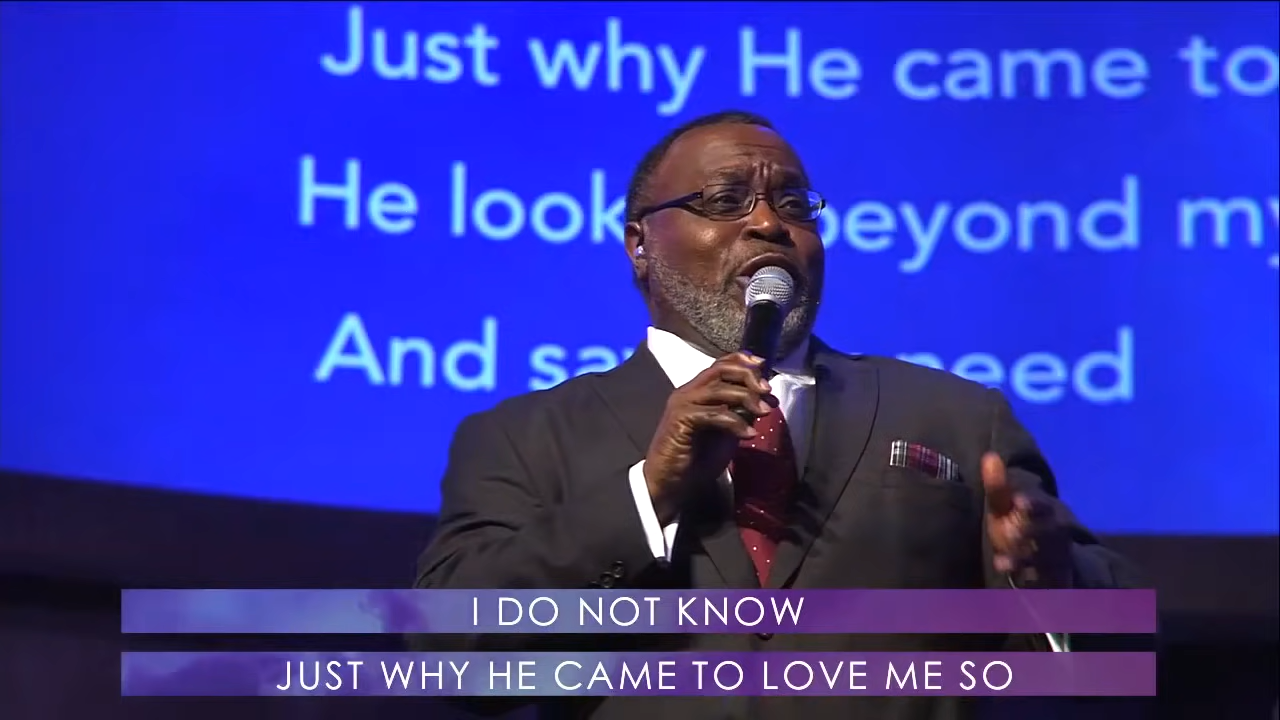 Just why He came to
He look beyond my
And sa need
I DO NOT KNOW
JUST WHY HE CAME TO LOVE ME SO